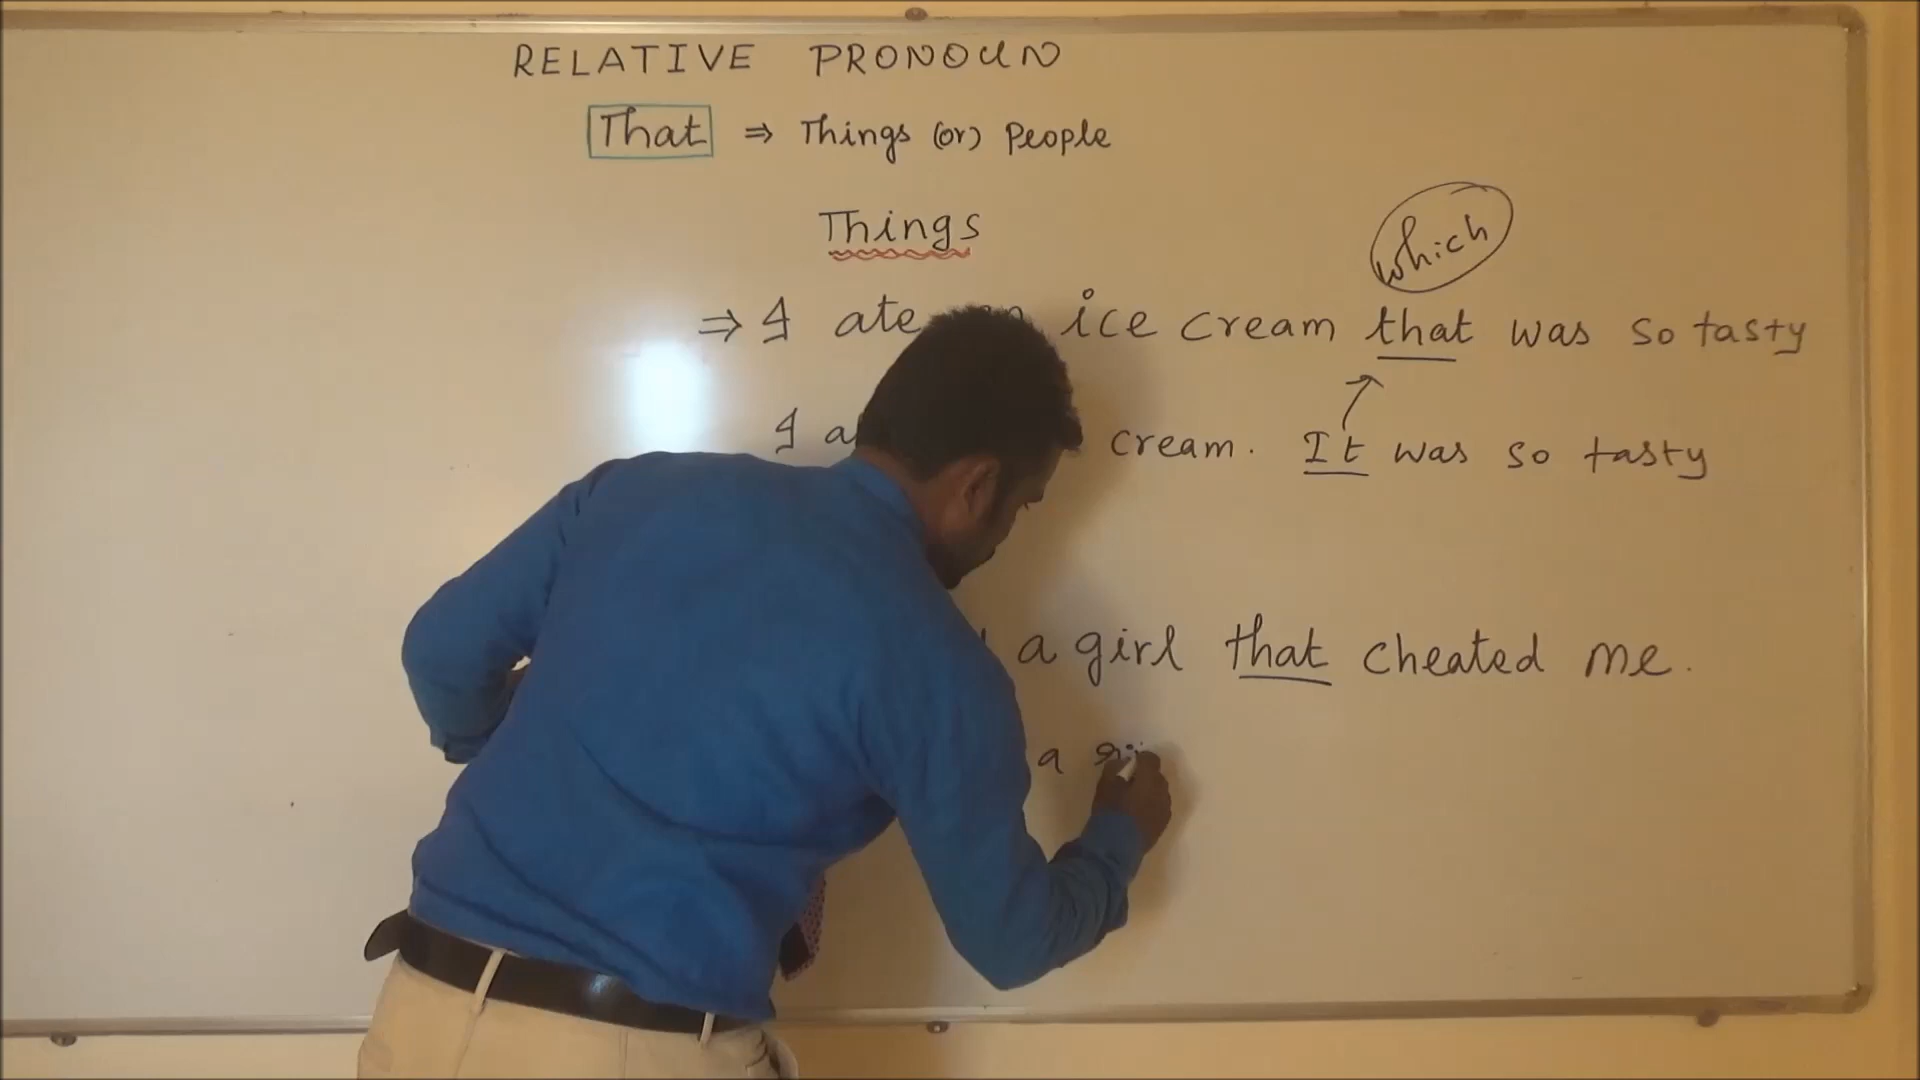 RELATIVE PRONOUN
That ⇒ Things (or) People
Things
which
⇒ I ate ice cream that was so tasty
I cream. It was so tasty
a girl that cheated me.
a